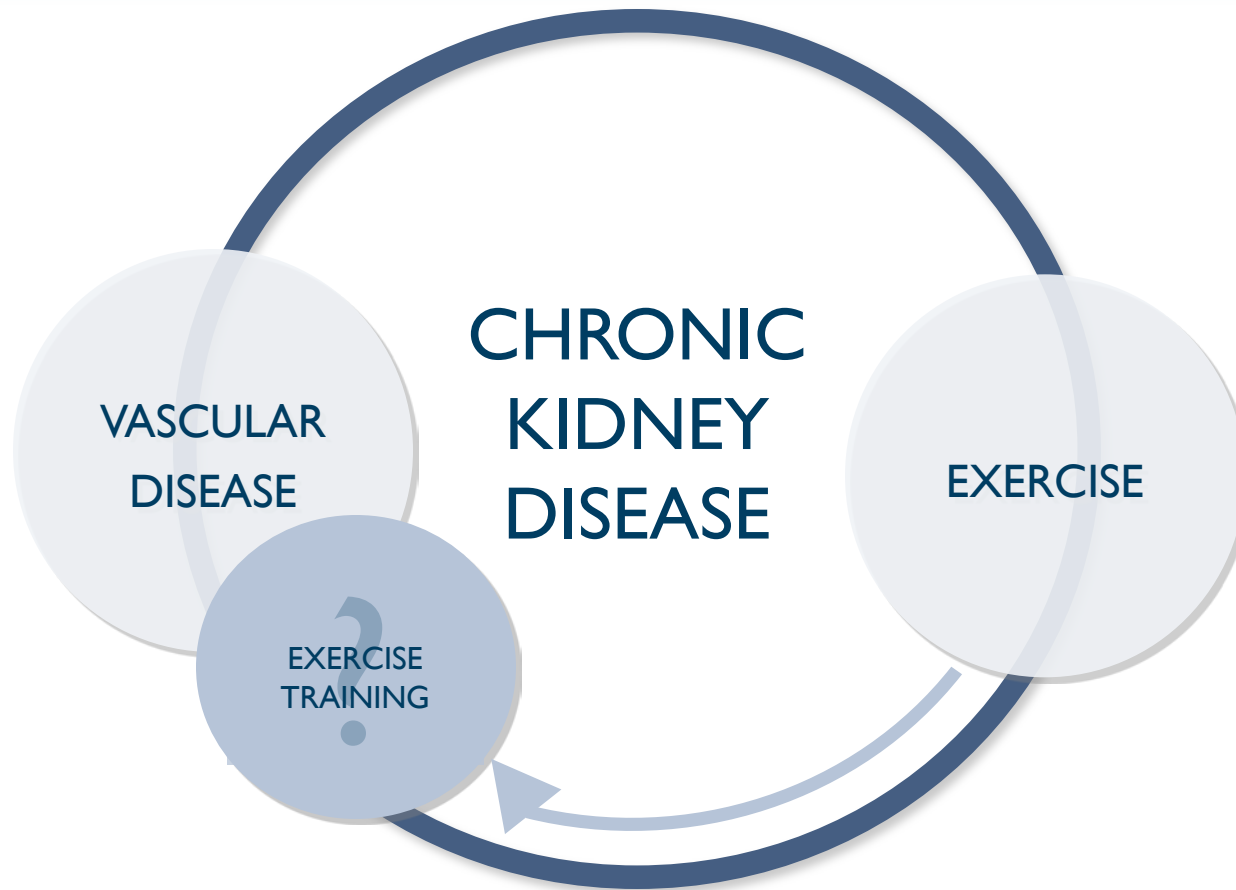 CHRONIC
KIDNEY
DISEASE
VASCULAR
DISEASE
EXERCISE
?
EXERCISE
TRAINING